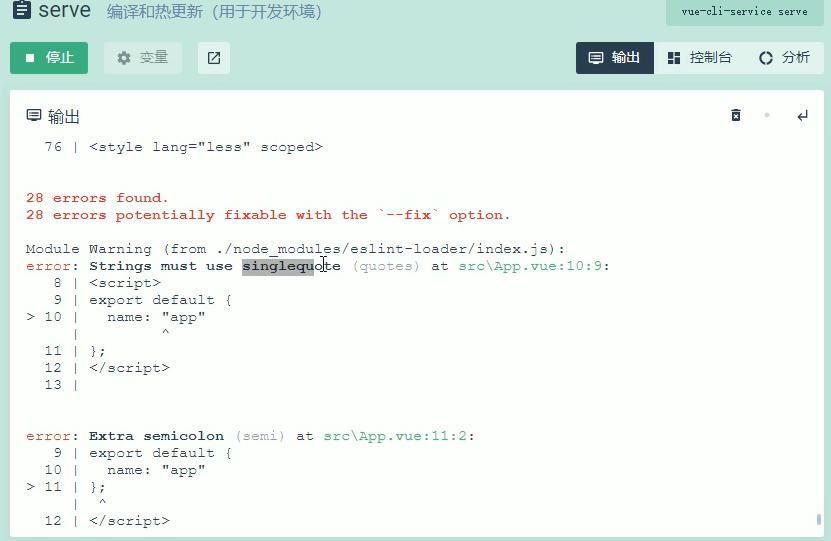 serve 编译和热更新（用于开发环境）
vue-cli-service serve
停止 变量 输出 控制台 分析
输出
76 | <style lang="less" scoped>
28 errors found.
28 errors potentially fixable with the `--fix` option.
Module Warning (from ./node_modules/eslint-loader/index.js):
error: Strings must use singlequote (quotes) at src\App.vue:10:9:
8 | <script>
9 | export default {
> 10 |   name: "app"
|         ^
11 | };
12 | </script>
13 |
error: Extra semicolon (semi) at src\App.vue:11:2:
9 | export default {
10 |   name: "app"
> 11 | };
|  ^
12 | </script>